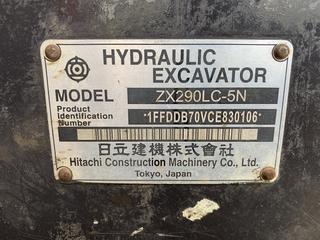 HYDRAULIC
EXCAVATOR
MODEL ZX290LC-5N
Product
Identification
Number
*1FFDDB70VCE830106*
日立建機株式会社
Hitachi Construction Machinery Co., Ltd.
Tokyo, Japan